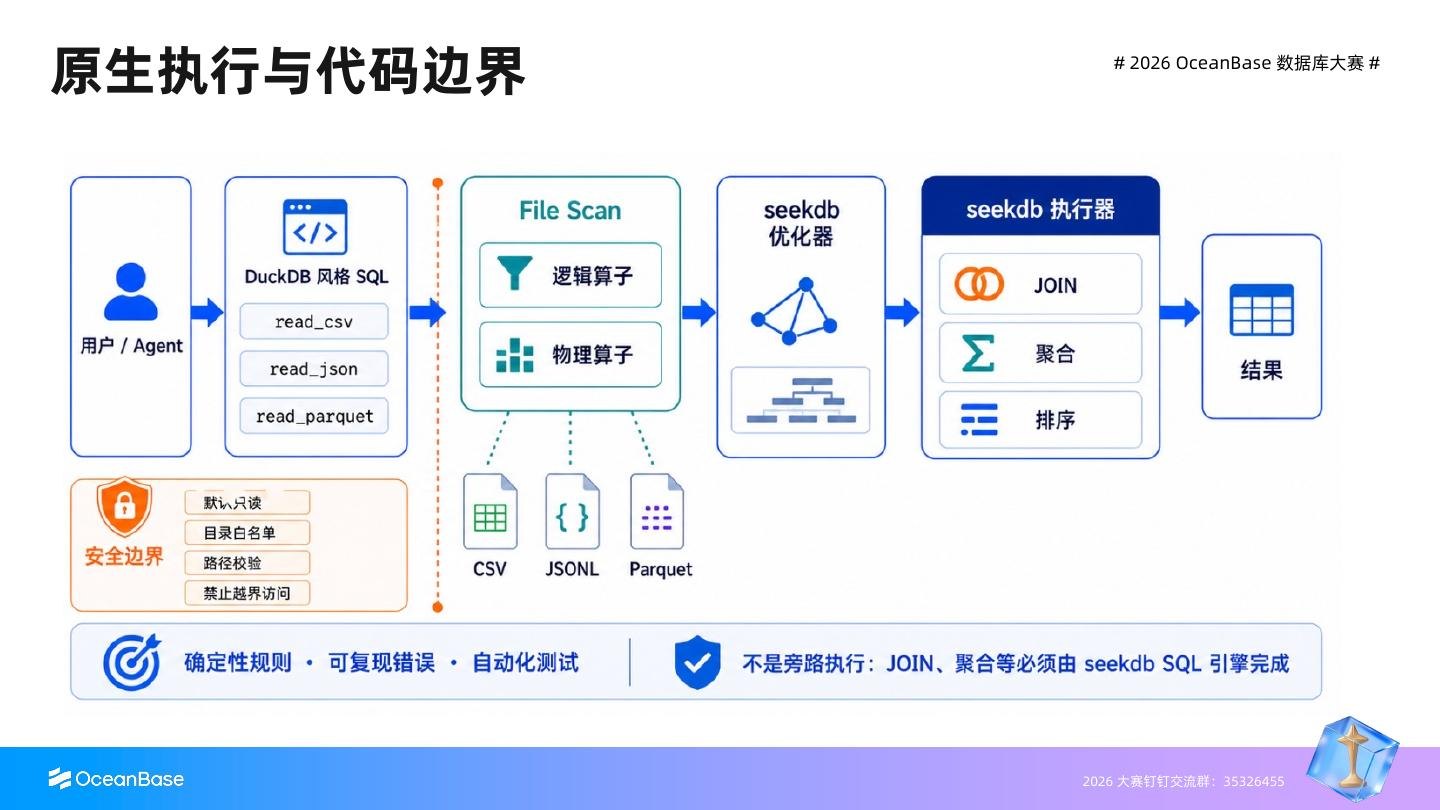 原生执行与代码边界
# 2026 OceanBase 数据库大赛 #
用户 / Agent
DuckDB 风格 SQL
read_csv
read_json
read_parquet
File Scan
逻辑算子
物理算子
CSV
JSONL
Parquet
seekdb
优化器
seekdb 执行器
JOIN
聚合
排序
结果
安全边界
默认只读
目录白名单
路径校验
禁止越界访问
确定性规则 • 可复现错误 • 自动化测试
不是旁路执行：JOIN、聚合等必须由 seekdb SQL 引擎完成
OceanBase
2026 大赛钉钉交流群：35326455